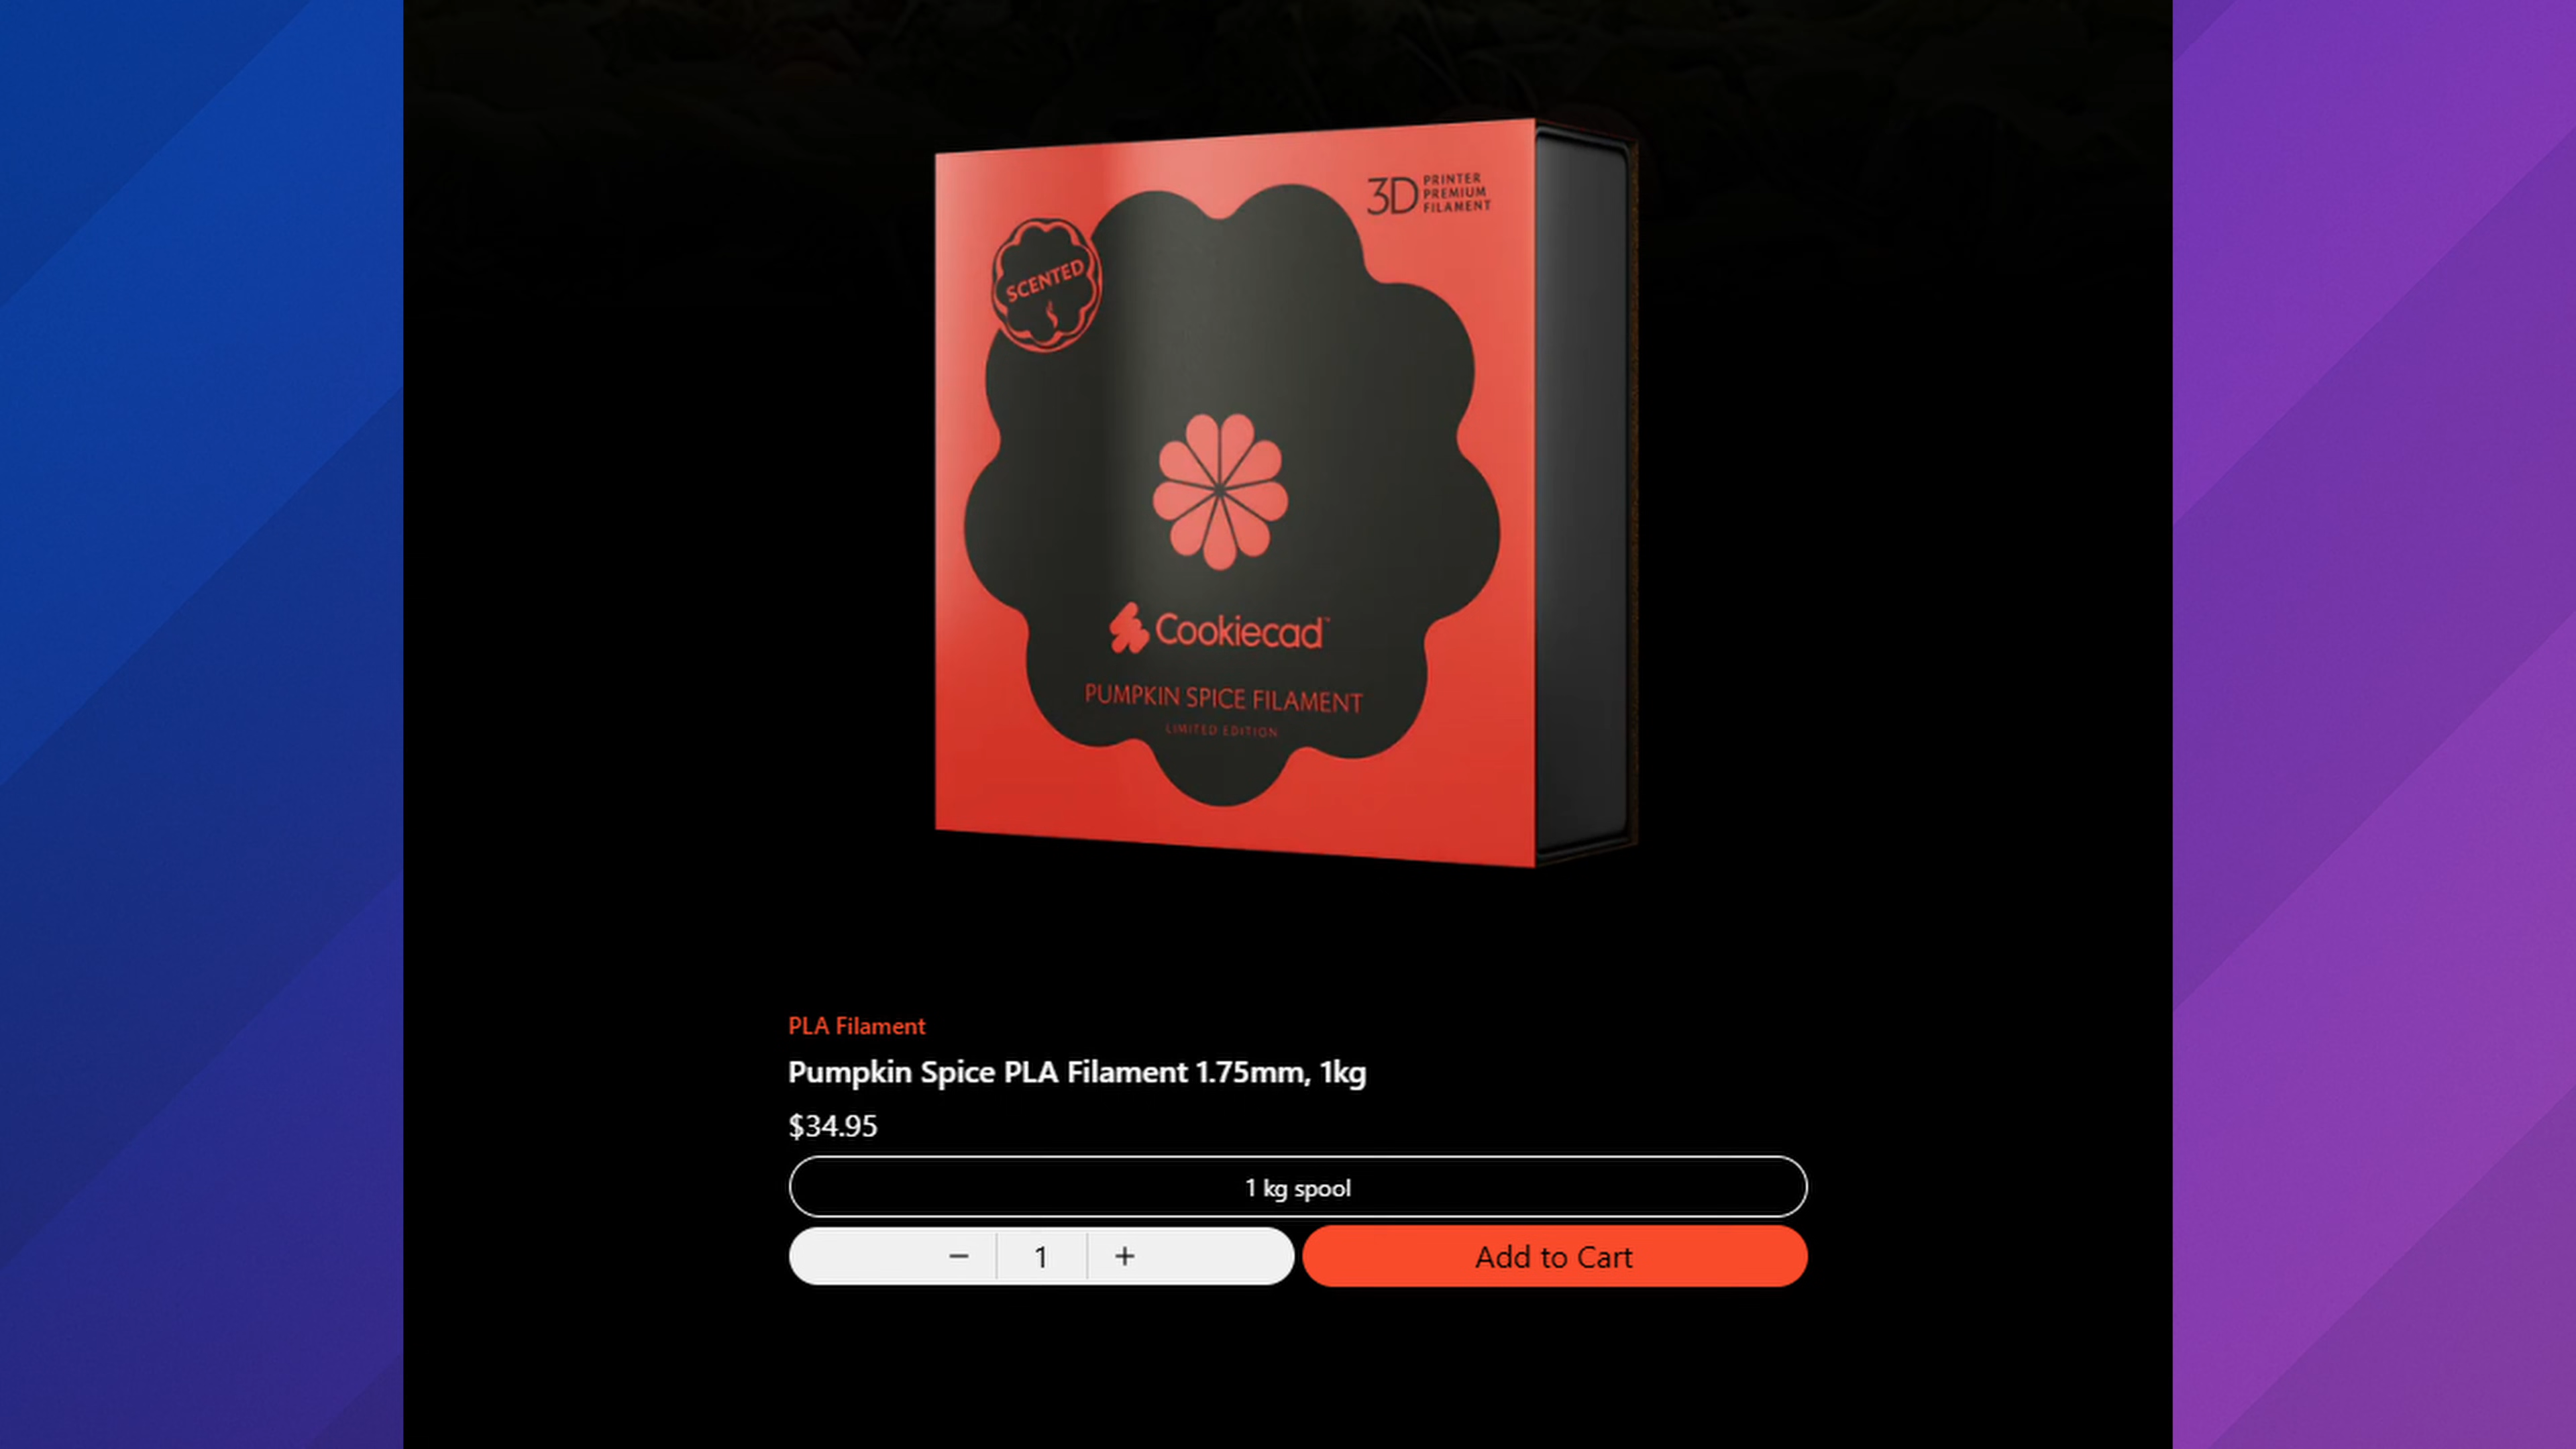 3D PRINTER
PREMIUM
FILAMENT
SCENTED
Cookiecad™
PUMPKIN SPICE FILAMENT
LIMITED EDITION
PLA Filament
Pumpkin Spice PLA Filament 1.75mm, 1kg
$34.95
1 kg spool
− 1 + Add to Cart